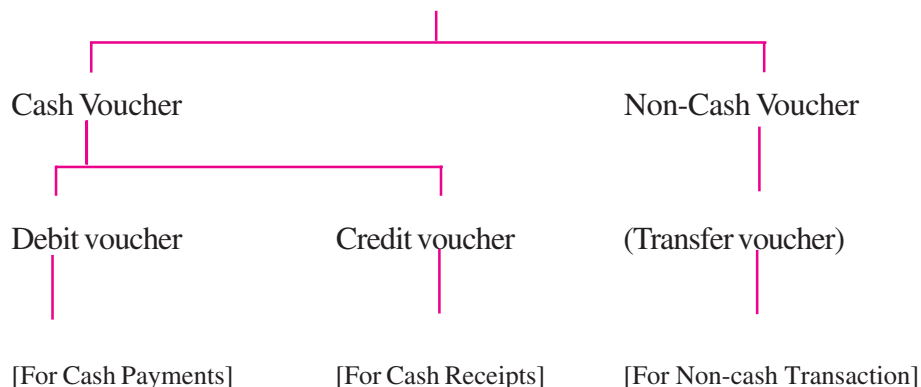 Cash Voucher Non-Cash Voucher
Debit voucher Credit voucher (Transfer voucher)
[For Cash Payments] [For Cash Receipts] [For Non-cash Transaction]